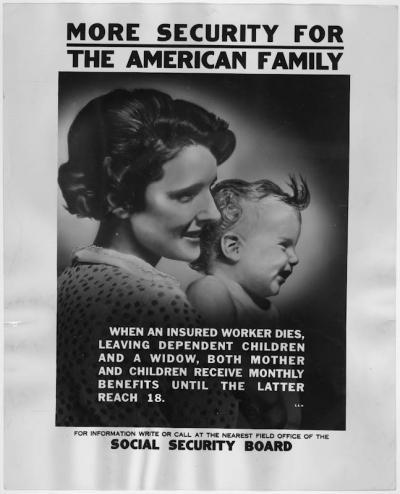 MORE SECURITY FOR
THE AMERICAN FAMILY
WHEN AN INSURED WORKER DIES,
LEAVING DEPENDENT CHILDREN
AND A WIDOW, BOTH MOTHER
AND CHILDREN RECEIVE MONTHLY
BENEFITS UNTIL THE LATTER
REACH 18.
FOR INFORMATION WRITE OR CALL AT THE NEAREST FIELD OFFICE OF THE
SOCIAL SECURITY BOARD